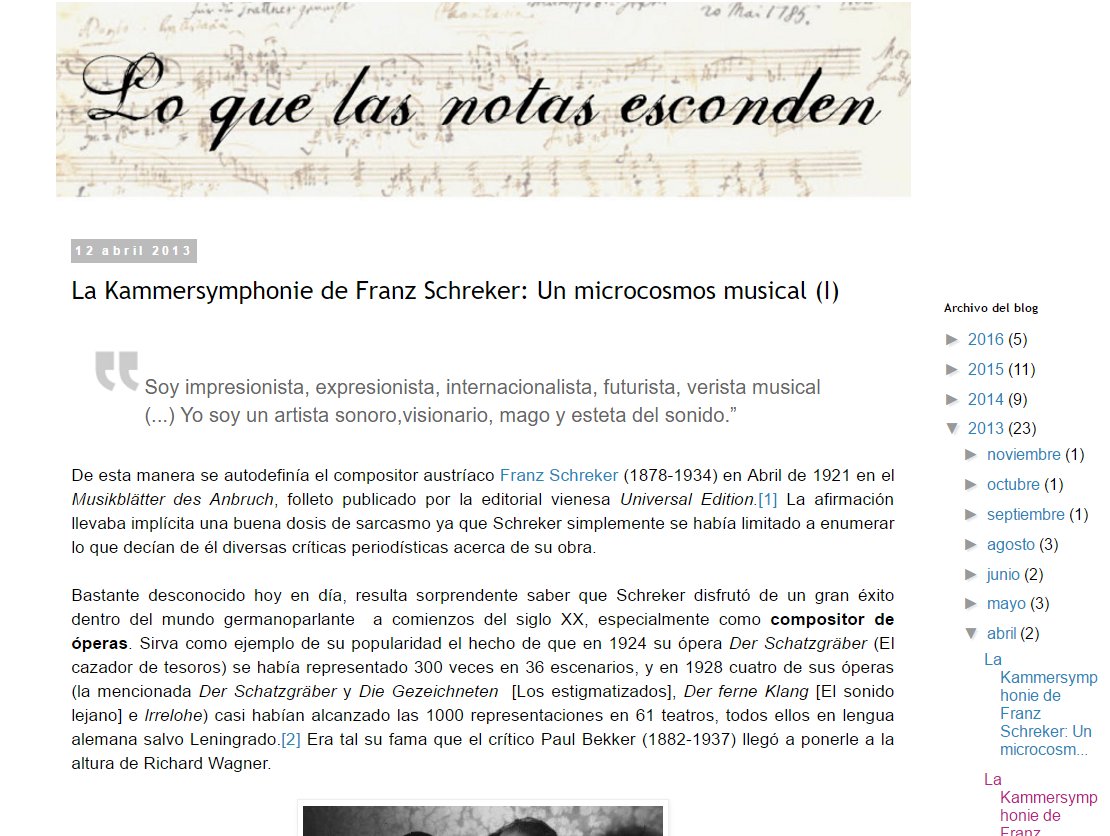 20 Mai 1785.
Lo que las notas esconden
12 abril 2013
La Kammersymphonie de Franz Schreker: Un microcosmos musical (I)
Soy impresionista, expresionista, internacionalista, futurista, verista musical
(...) Yo soy un artista sonoro,visionario, mago y esteta del sonido.”
De esta manera se autodefinía el compositor austríaco Franz Schreker (1878-1934) en Abril de 1921 en el
Musikblätter des Anbruch, folleto publicado por la editorial vienesa Universal Edition.[1] La afirmación
llevaba implícita una buena dosis de sarcasmo ya que Schreker simplemente se había limitado a enumerar
lo que decían de él diversas críticas periodísticas acerca de su obra.
Bastante desconocido hoy en día, resulta sorprendente saber que Schreker disfrutó de un gran éxito
dentro del mundo germanoparlante a comienzos del siglo XX, especialmente como compositor de
óperas. Sirva como ejemplo de su popularidad el hecho de que en 1924 su ópera Der Schatzgräber (El
cazador de tesoros) se había representado 300 veces en 36 escenarios, y en 1928 cuatro de sus óperas
(la mencionada Der Schatzgräber y Die Gezeichneten [Los estigmatizados], Der ferne Klang [El sonido
lejano] e Irrelohe) casi habían alcanzado las 1000 representaciones en 61 teatros, todos ellos en lengua
alemana salvo Leningrado.[2] Era tal su fama que el crítico Paul Bekker (1882-1937) llegó a ponerle a la
altura de Richard Wagner.
Archivo del blog
► 2016 (5)
► 2015 (11)
► 2014 (9)
▼ 2013 (23)
► noviembre (1)
► octubre (1)
► septiembre (1)
► agosto (3)
► junio (2)
► mayo (3)
▼ abril (2)
La
Kammersymp
honie de
Franz
Schreker: Un
microcosm...
La
Kammersymp
honie de
Franz